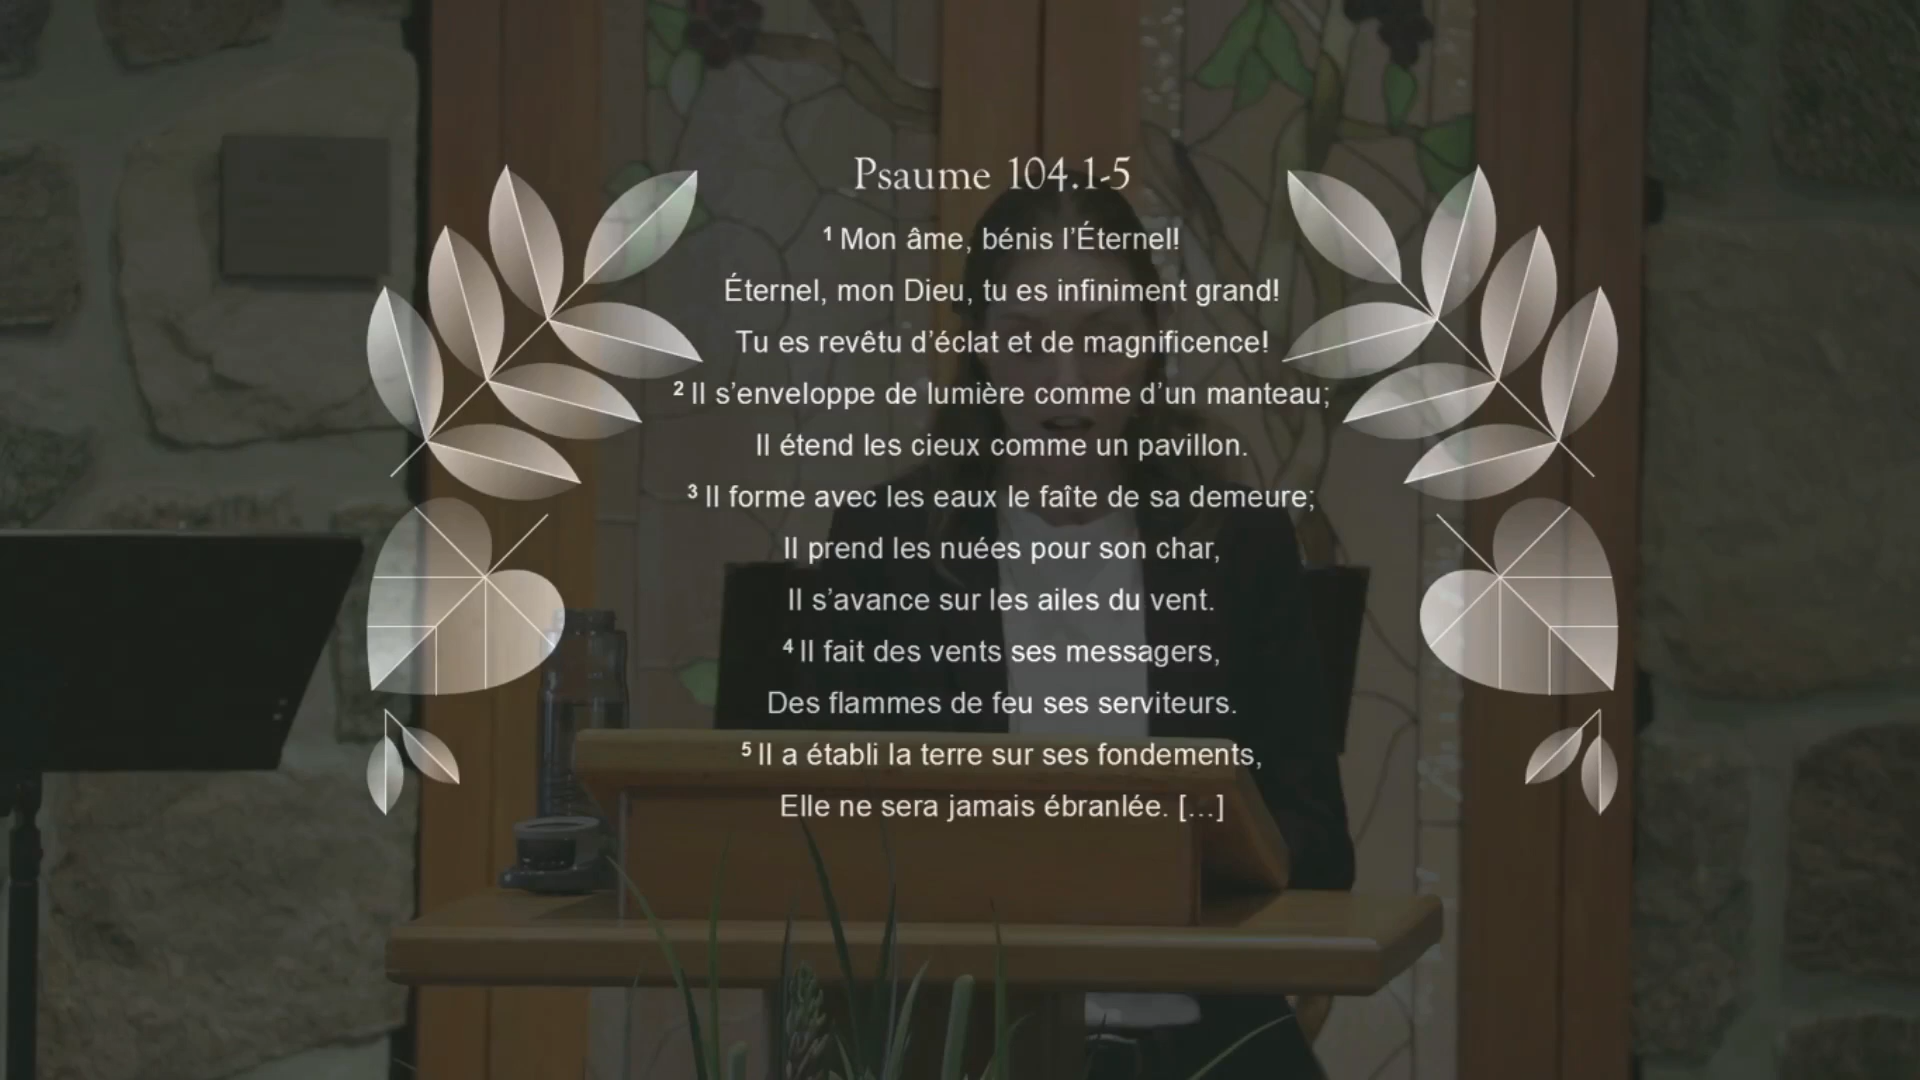 Psaume 104.1-5
¹ Mon âme, bénis l’Éternel!
Éternel, mon Dieu, tu es infiniment grand!
Tu es revêtu d’éclat et de magnificence!
² Il s’enveloppe de lumière comme d’un manteau;
Il étend les cieux comme un pavillon.
³ Il forme avec les eaux le faîte de sa demeure;
Il prend les nuées pour son char,
Il s’avance sur les ailes du vent.
⁴ Il fait des vents ses messagers,
Des flammes de feu ses serviteurs.
⁵ Il a établi la terre sur ses fondements,
Elle ne sera jamais ébranlée. […]